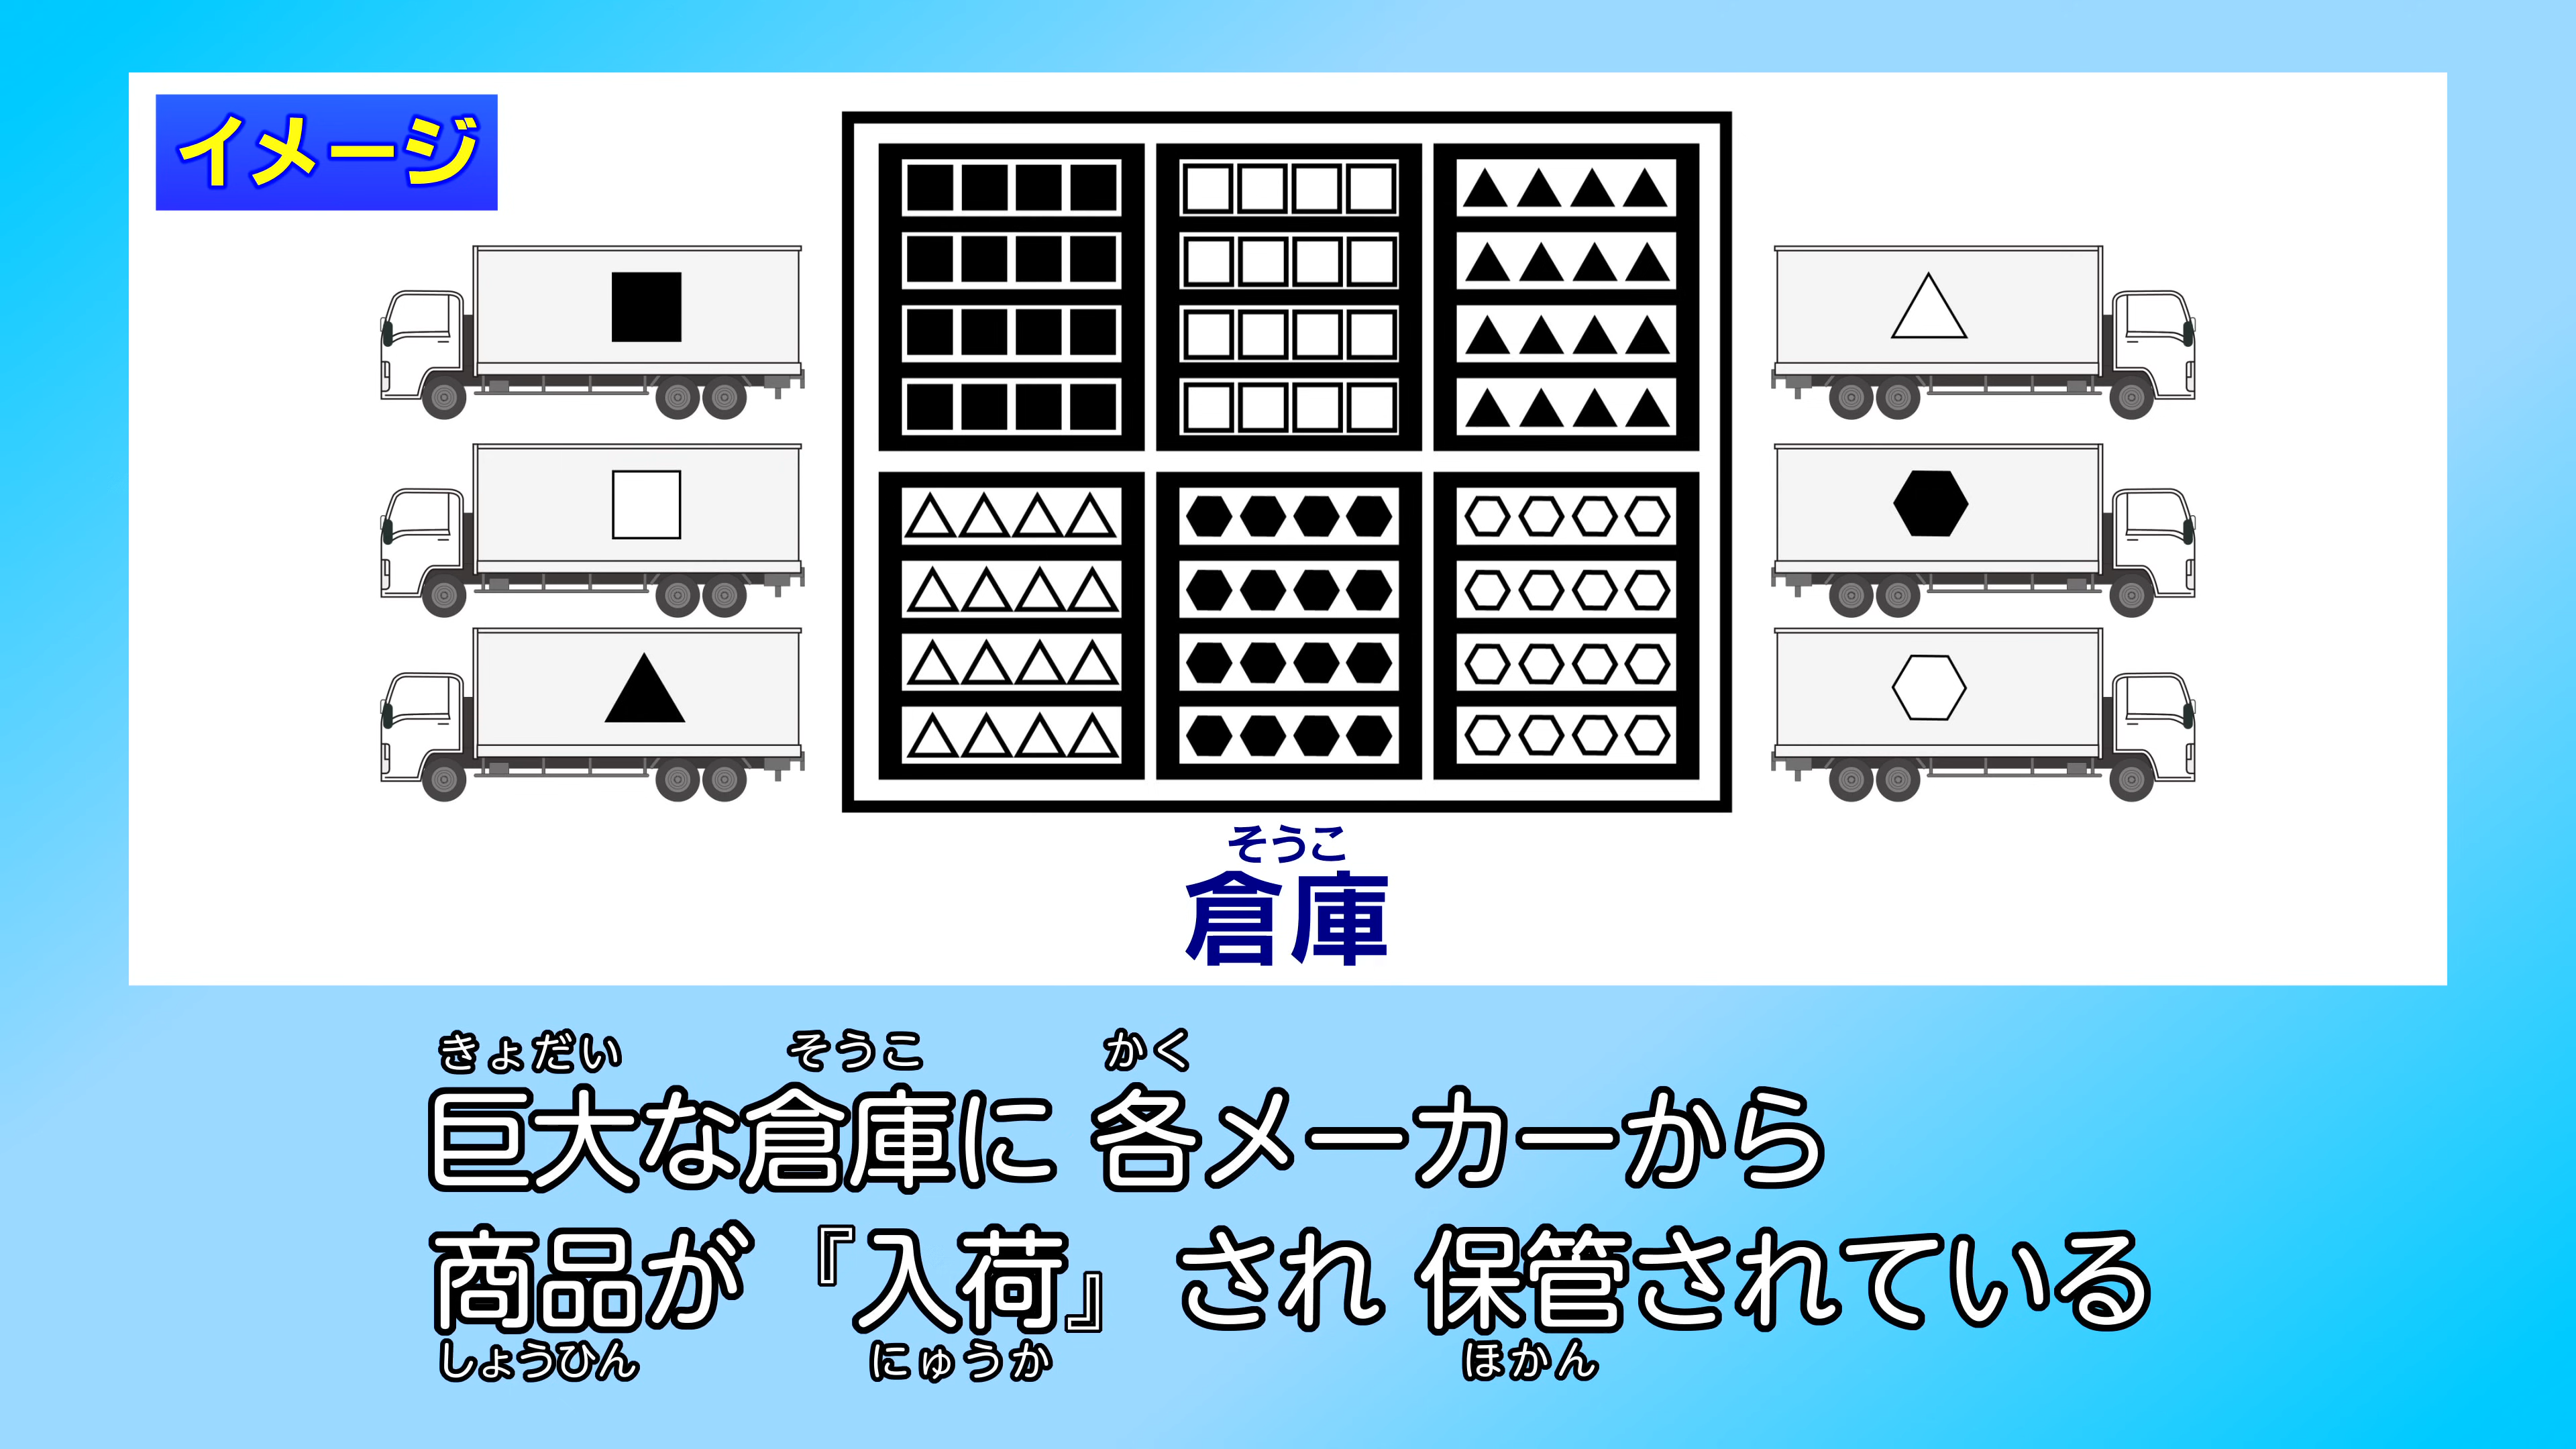 イメージ
そうこ
倉庫
きょだい そうこ かく
巨大な倉庫に 各メーカーから
商品が『入荷』され 保管されている
しょうひん にゅうか ほかん